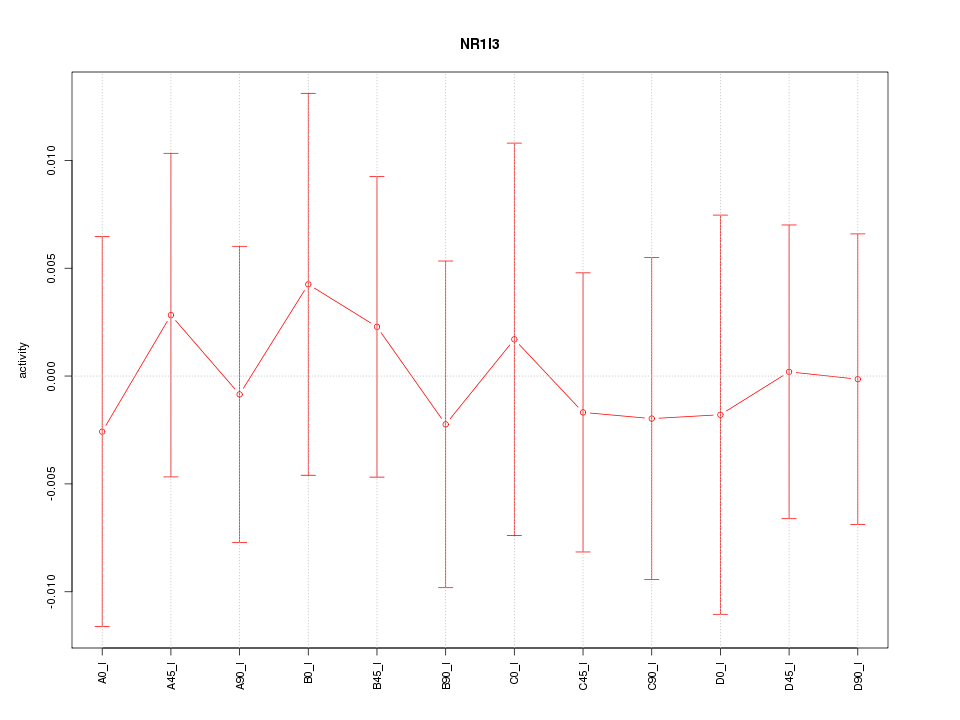 NR1I3
activity
0.010
0.005
0.000
-0.005
-0.010
A0_I
A45_I
A90_I
B0_I
B45_I
B90_I
C0_I
C45_I
C90_I
D0_I
D45_I
D90_I